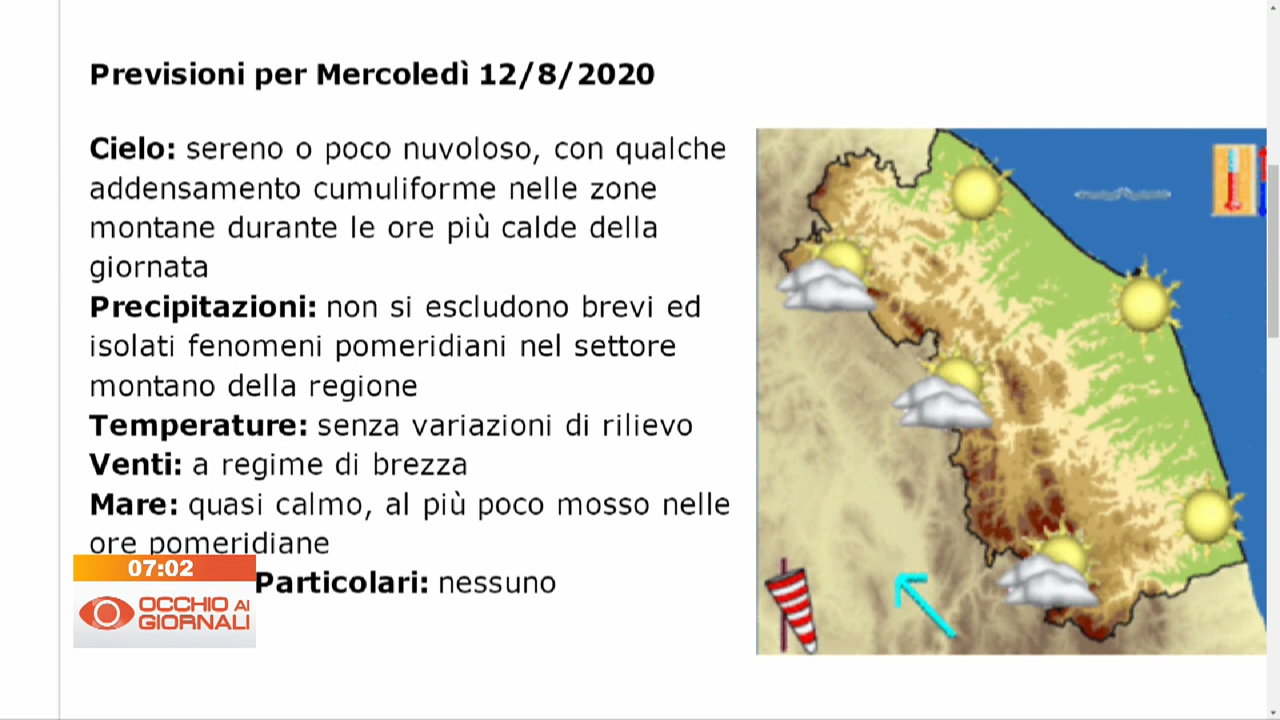 Previsioni per Mercoledì 12/8/2020
Cielo: sereno o poco nuvoloso, con qualche
addensamento cumuliforme nelle zone
montane durante le ore più calde della
giornata
Precipitazioni: non si escludono brevi ed
isolati fenomeni pomeridiani nel settore
montano della regione
Temperature: senza variazioni di rilievo
Venti: a regime di brezza
Mare: quasi calmo, al più poco mosso nelle
ore pomeridiane
Particolari: nessuno
07:02
OCCHIO AI
GIORNALI